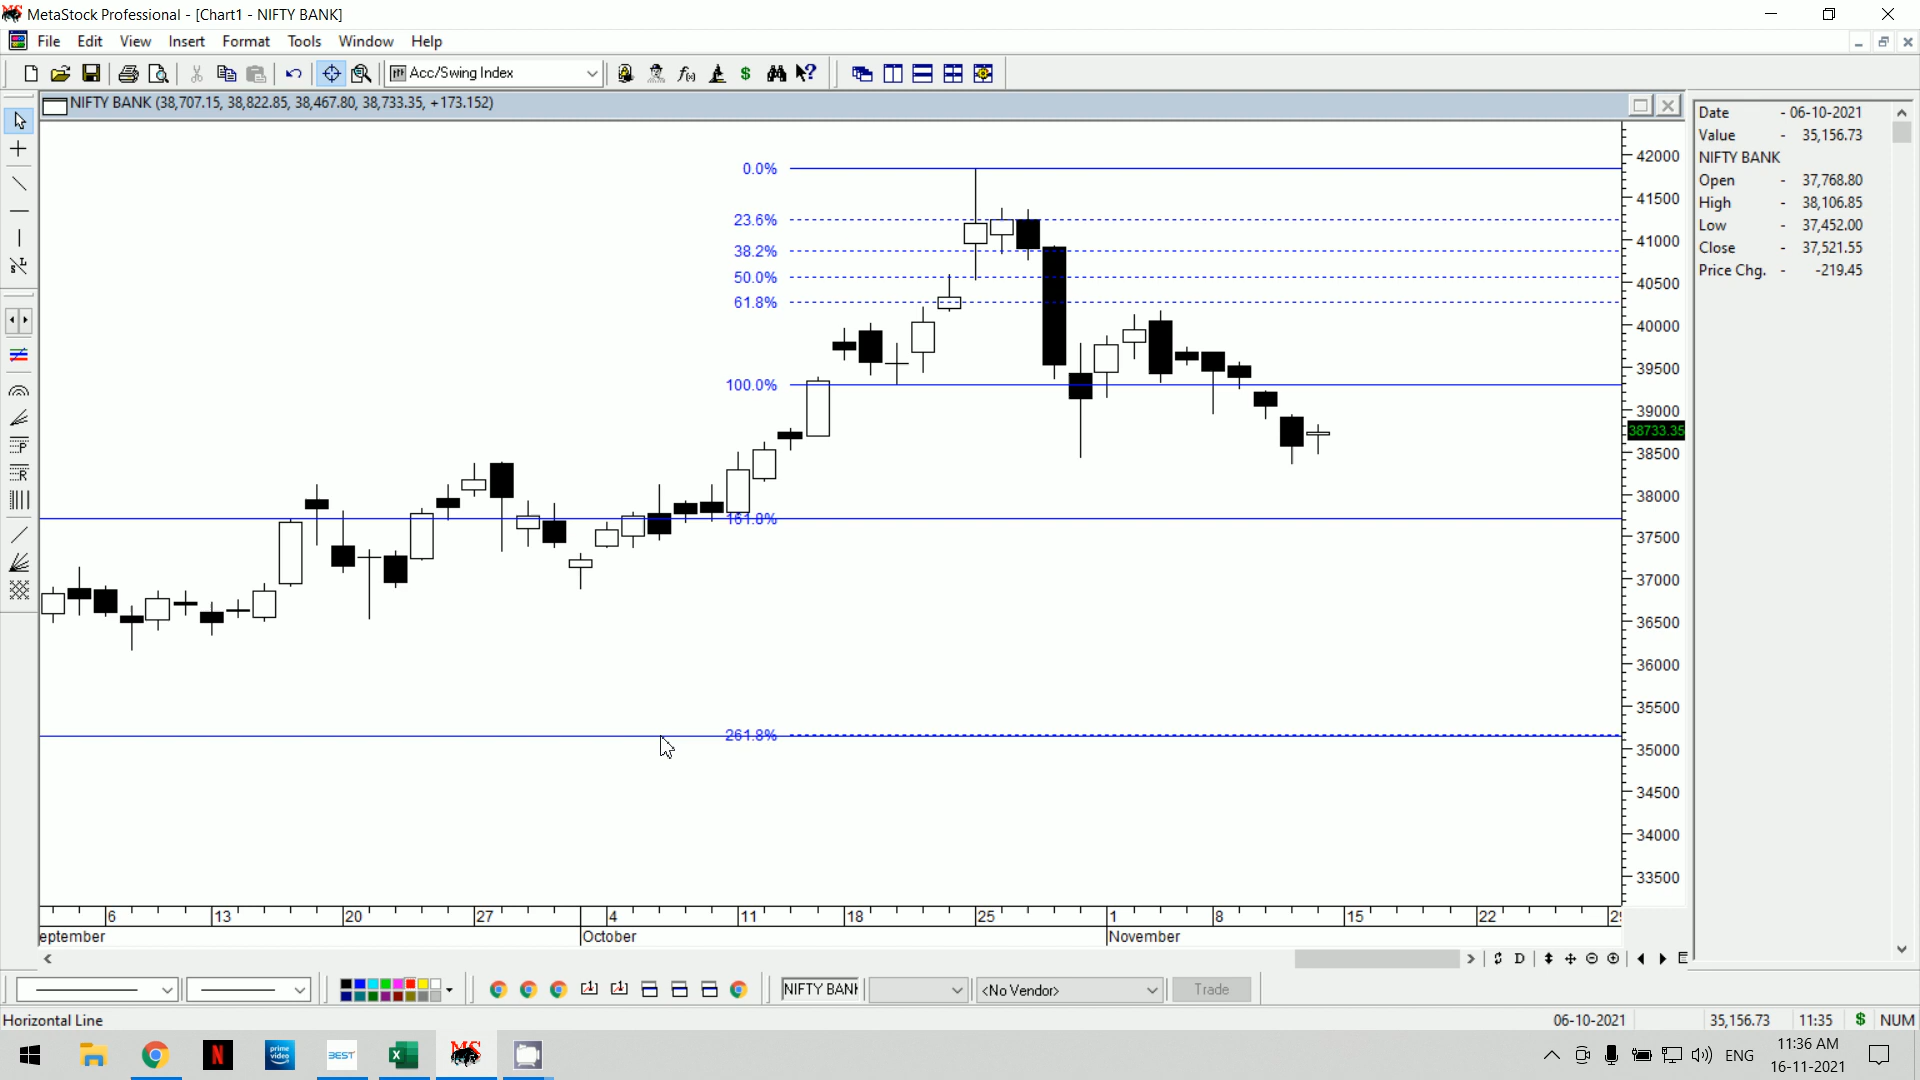 MetaStock Professional - [Chart1 - NIFTY BANK]
File Edit View Insert Format Tools Window Help
Acc/Swing Index
NIFTY BANK (38,707.15, 38,822.85, 38,467.80, 38,733.35, +173.152)
Date - 06-10-2021
Value - 35,156.73
NIFTY BANK
Open - 37,768.80
High - 38,106.85
Low - 37,452.00
Close - 37,521.55
Price Chg. - -219.45
0.0%
23.6%
38.2%
50.0%
61.8%
100.0%
161.8%
261.8%
42000
41500
41000
40500
40000
39500
39000
38733.35
38500
38000
37500
37000
36500
36000
35500
35000
34500
34000
33500
6 13 20 27 4 11 18 25 1 8 15 22 29
eptember October November
D
NIFTY BANK <No Vendor> Trade
Horizontal Line 06-10-2021 35,156.73 11:35 $ NUM
N prime video BEST MS ENG 11:36 AM
16-11-2021